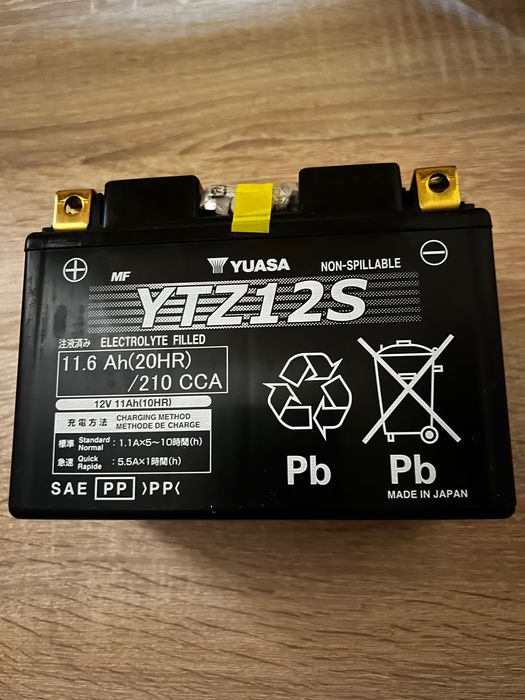 YUASA
NON-SPILLABLE
MF
YTZ12S
注液済み ELECTROLYTE FILLED
11.6 Ah(20HR)
/210 CCA
12V 11Ah(10HR)
充電方法 CHARGING METHOD
METHODE DE CHARGE
標準 Standard Normal : 1.1A×5~10時間(h)
急速 Quick Rapide : 5.5A×1時間(h)
SAE PP >PP<
Pb
Pb
MADE IN JAPAN